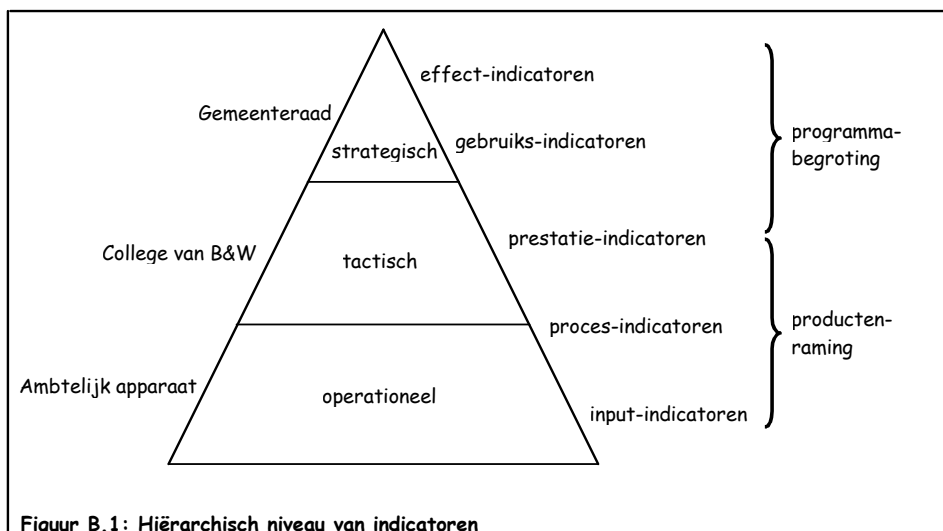 effect-indicatoren
Gemeenteraad
gebruiks-indicatoren
programma-
begroting
strategisch
prestatie-indicatoren
College van B&W
tactisch
proces-indicatoren
producten-
raming
Ambtelijk apparaat
operationeel
input-indicatoren
Figuur B.1: Hiërarchisch niveau van indicatoren